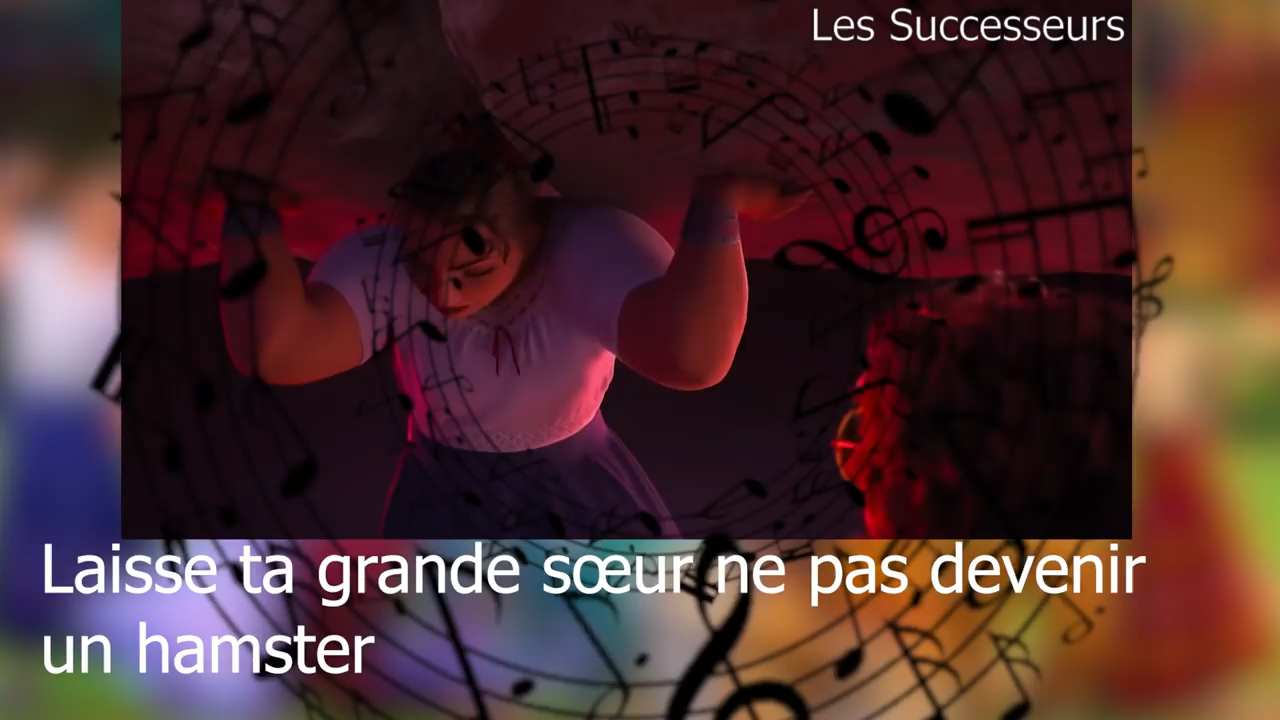 Les Successeurs
Laisse ta grande sœur ne pas devenir
un hamster